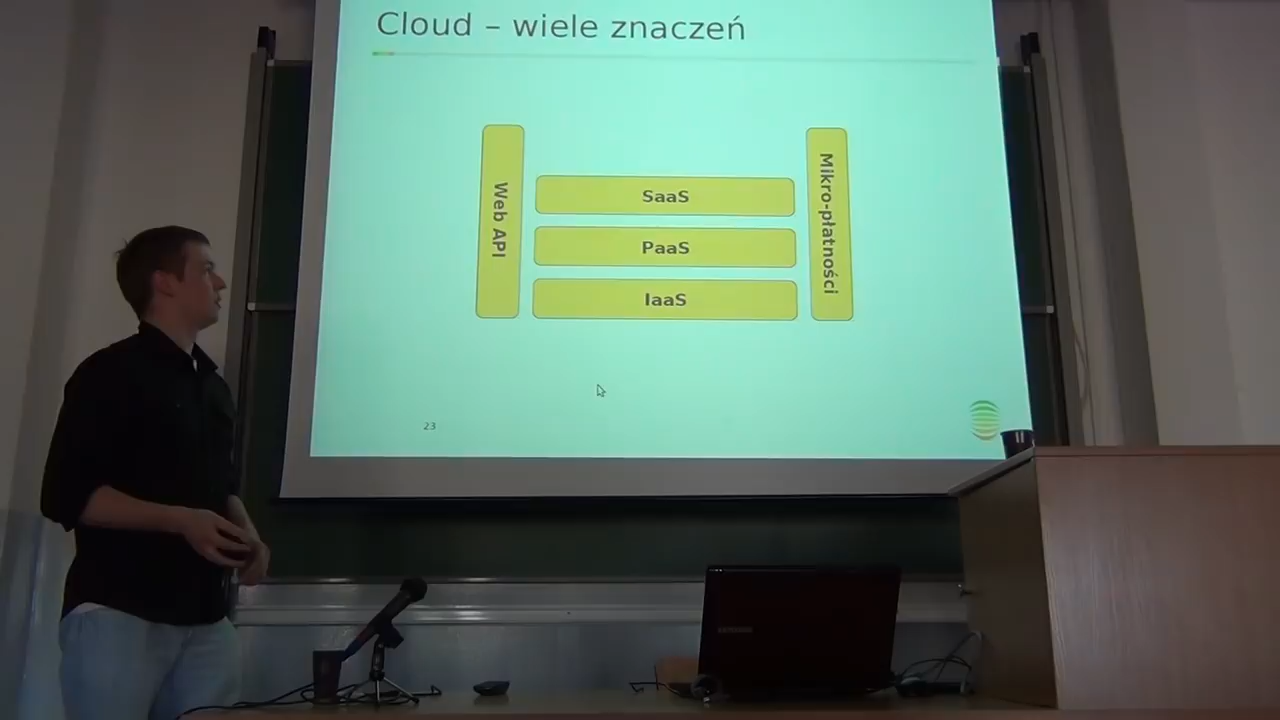 Cloud – wiele znaczeń
Web API
SaaS
PaaS
IaaS
Mikro-płatności
23